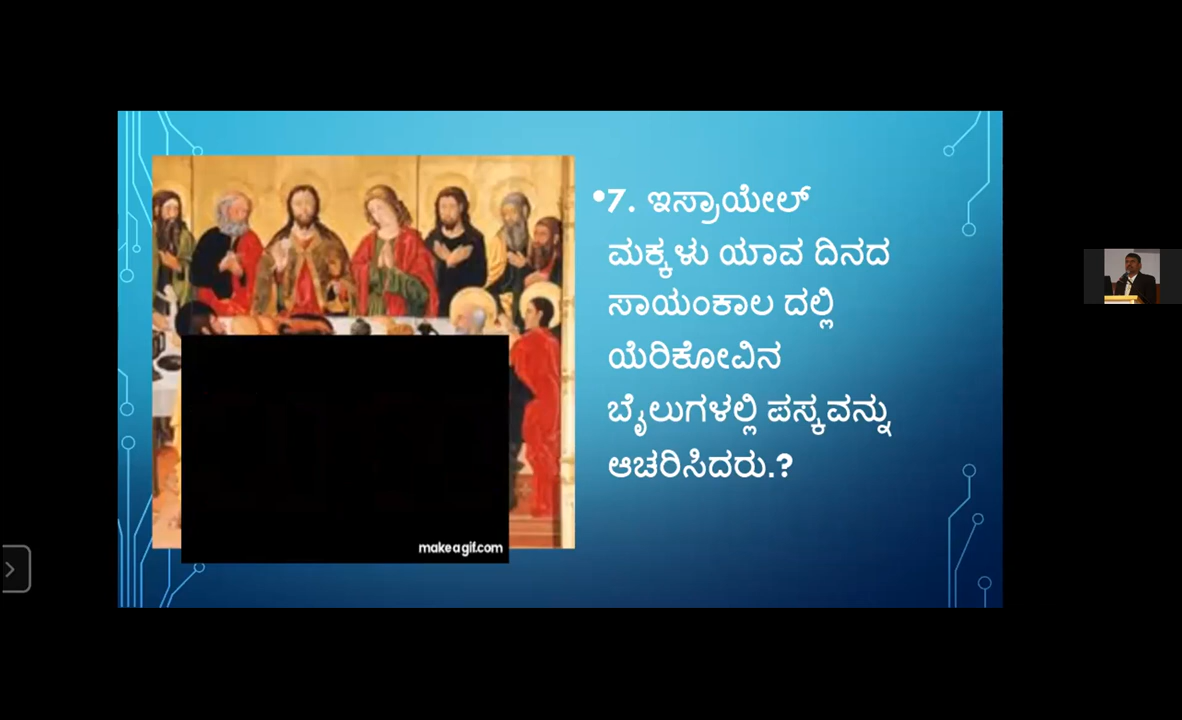 •7. ಇಸ್ರಾಯೇಲ್
ಮಕ್ಕಳು ಯಾವ ದಿನದ
ಸಾಯಂಕಾಲ ದಲ್ಲಿ
ಯೆರಿಕೋವಿನ
ಬೈಲುಗಳಲ್ಲಿ ಪಸ್ಕವನ್ನು
ಆಚರಿಸಿದರು.?
makeagif.com